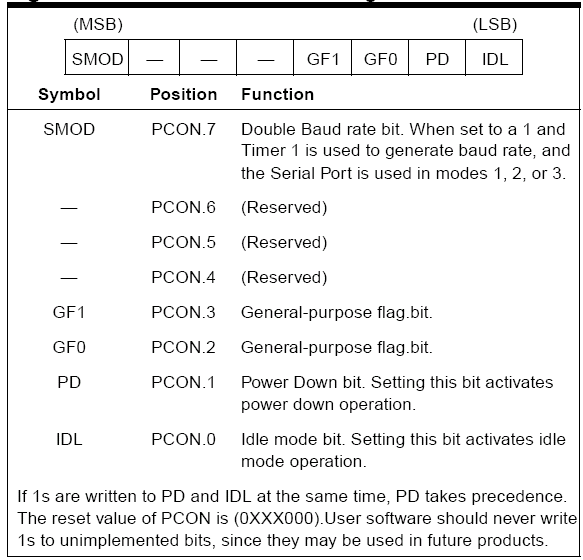 (MSB) (LSB)
SMOD — — — GF1 GF0 PD IDL
Symbol Position Function
SMOD PCON.7 Double Baud rate bit. When set to a 1 and
Timer 1 is used to generate baud rate, and
the Serial Port is used in modes 1, 2, or 3.
— PCON.6 (Reserved)
— PCON.5 (Reserved)
— PCON.4 (Reserved)
GF1 PCON.3 General-purpose flag.bit.
GF0 PCON.2 General-purpose flag.bit.
PD PCON.1 Power Down bit. Setting this bit activates
power down operation.
IDL PCON.0 Idle mode bit. Setting this bit activates idle
mode operation.
If 1s are written to PD and IDL at the same time, PD takes precedence.
The reset value of PCON is (0XXX000).User software should never write
1s to unimplemented bits, since they may be used in future products.